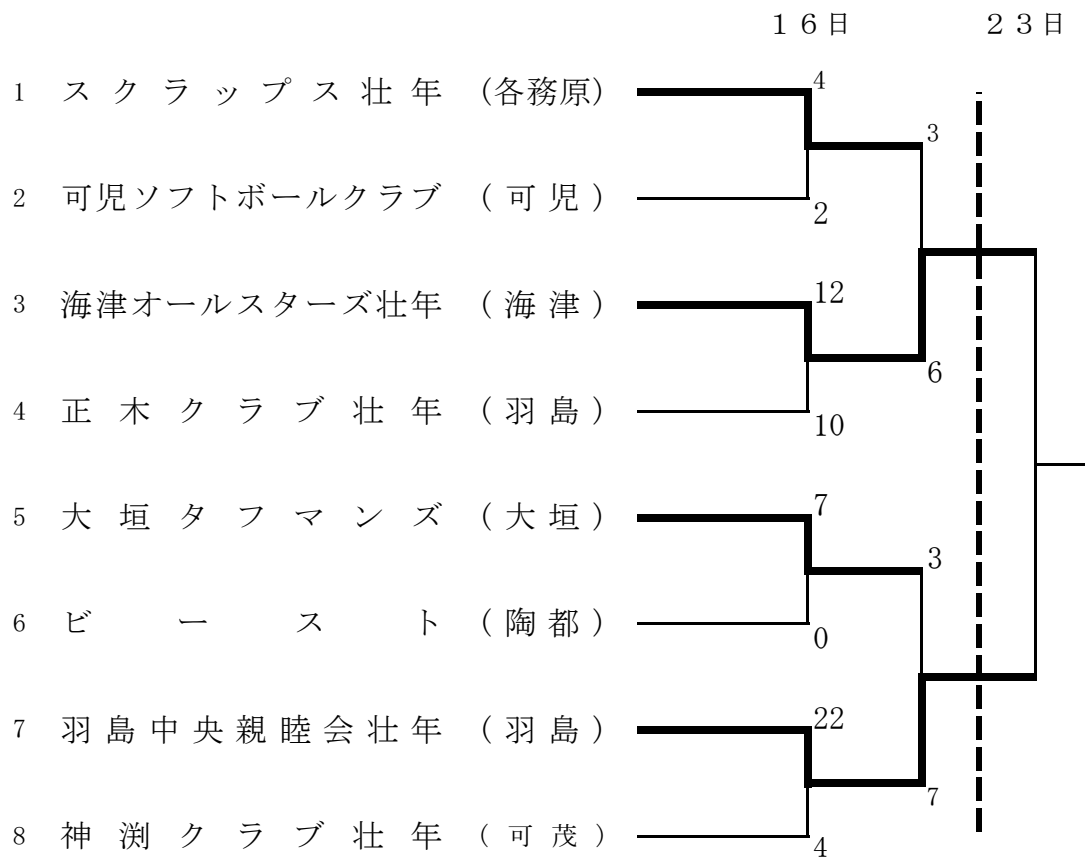 １６日 ２３日
1 スクラップス壮年 (各務原) 4
3
2 可児ソフトボールクラブ (可児) 2
3 海津オールスターズ壮年 (海津) 12
6
4 正木クラブ壮年 (羽島) 10
5 大垣タフマンズ (大垣) 7
3
6 ビースト (陶都) 0
7 羽島中央親睦会壮年 (羽島) 22
7
8 神渕クラブ壮年 (可茂) 4